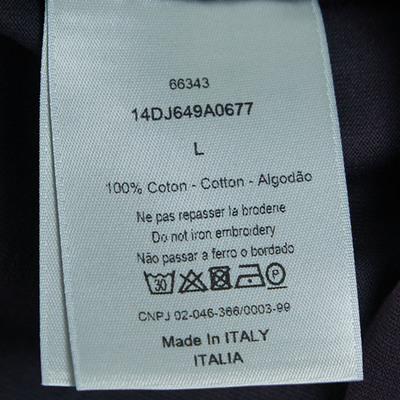 66343
14DJ649A0677
L
100% Coton - Cotton - Algodão
Ne pas repasser la broderie
Do not iron embroidery
Não passar a ferro o bordado
30 P
CNPJ 02-046-366/0003-99
Made In ITALY
ITALIA